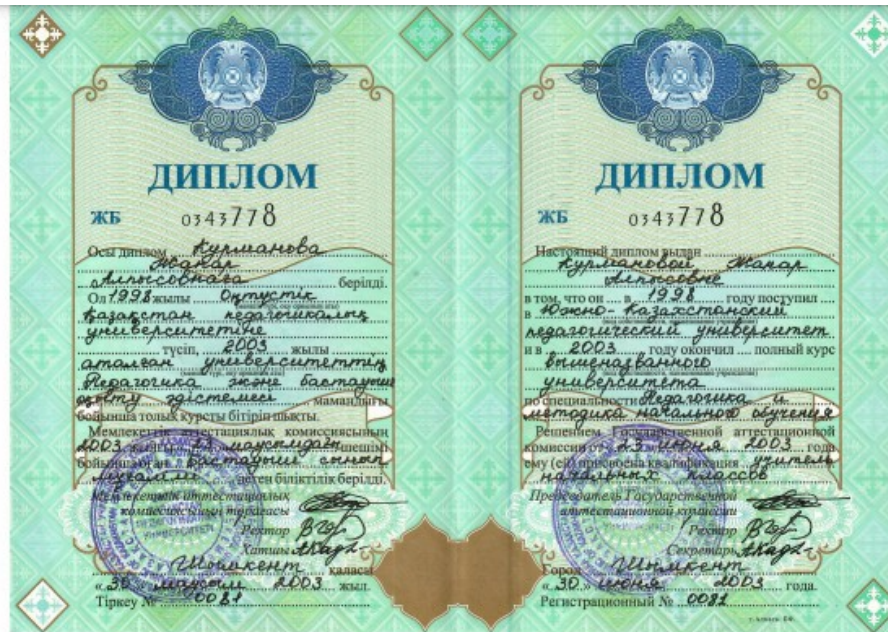 ДИПЛОМ
ЖБ 0343778
Осы диплом Курманова
Жанар
Алпысовнаға берілді.
Ол 1998 жылы Оңтүстік
Қазақстан педагогикалық
университетіне
түсіп, 2003 жылы
аталған университеттің
Педагогика және бастауыш
оқыту әдістемесі мамандығы
бойынша толық курсты бітіріп шықты.
Мемлекеттік аттестациялық комиссиясының
2003 жылғы 23 маусымдағы шешімі
бойынша оған бастауыш сынып
мұғалімі деген біліктілік берілді.
Мемлекеттік аттестациялық
комиссиясының төрағасы
Ректор
Хатшы
Шымкент қаласы
«30» маусым 2003 жыл.
Тіркеу № 0081
ДИПЛОМ
ЖБ 0343778
Настоящий диплом выдан
Курмановой Жанар
Алпысовне
в том, что он в 1998 году поступил
в Южно-Казахстанский
педагогический университет
и в 2003 году окончил полный курс
вышеназванного
университета
по специальности Педагогика и
методика начального обучения
Решением Государственной аттестационной
комиссии от 23 июня 2003 года
ему (ей) присвоена квалификация учитель
начальных классов
Председатель Государственной
аттестационной комиссии
Ректор
Секретарь
Город Шымкент
«30» июня 2003 года.
Регистрационный № 0081